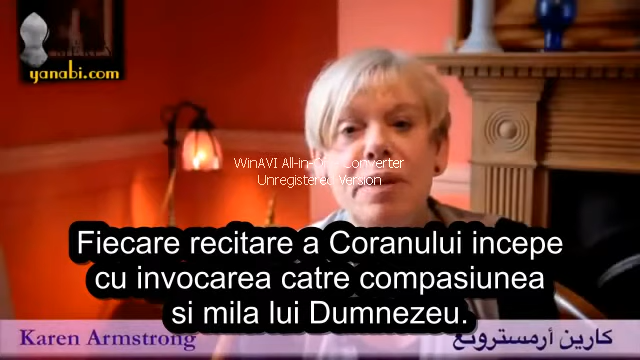 yanabi.com
WinAVI All-in-One Converter
Unregistered Version
Fiecare recitare a Coranului incepe
cu invocarea catre compasiunea
si mila lui Dumnezeu.
Karen Armstrong
كارين أرمسترونغ